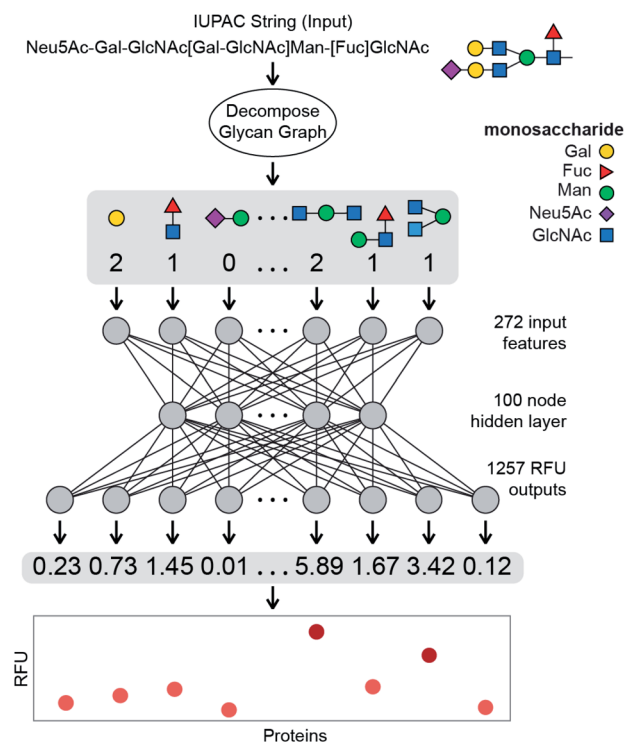 IUPAC String (Input)
Neu5Ac-Gal-GlcNAc[Gal-GlcNAc]Man-[Fuc]GlcNAc
Decompose
Glycan Graph
monosaccharide
Gal
Fuc
Man
Neu5Ac
GlcNAc
2 1 0 ... 2 1 1
272 input
features
100 node
hidden layer
1257 RFU
outputs
0.23 0.73 1.45 0.01 ... 5.89 1.67 3.42 0.12
RFU
Proteins